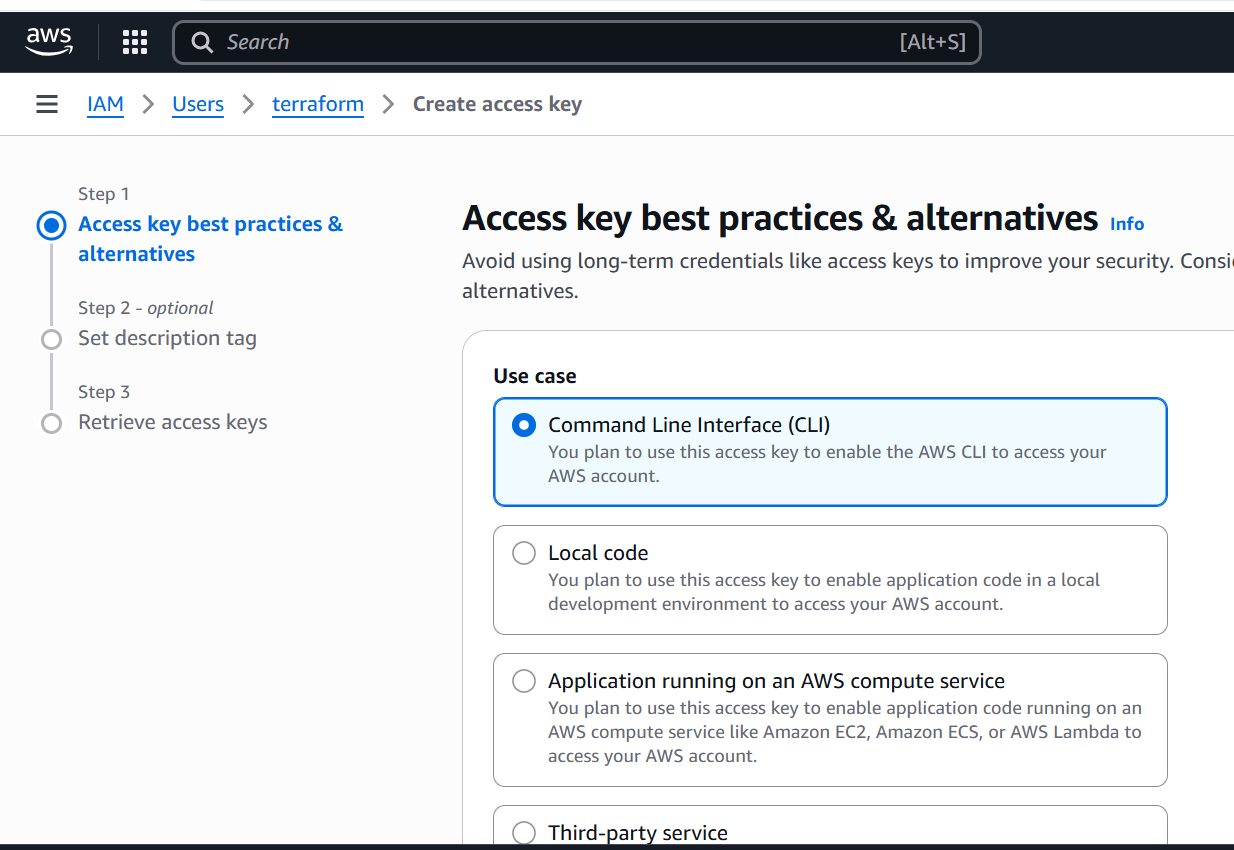 aws
Search [Alt+S]
IAM Users terraform Create access key
Step 1
Access key best practices &
alternatives
Step 2 - optional
Set description tag
Step 3
Retrieve access keys
Access key best practices & alternatives Info
Avoid using long-term credentials like access keys to improve your security.
alternatives.
Use case
Command Line Interface (CLI)
You plan to use this access key to enable the AWS CLI to access your
AWS account.
Local code
You plan to use this access key to enable application code in a local
development environment to access your AWS account.
Application running on an AWS compute service
You plan to use this access key to enable application code running on an
AWS compute service like Amazon EC2, Amazon ECS, or AWS Lambda to
access your AWS account.
Third-party service